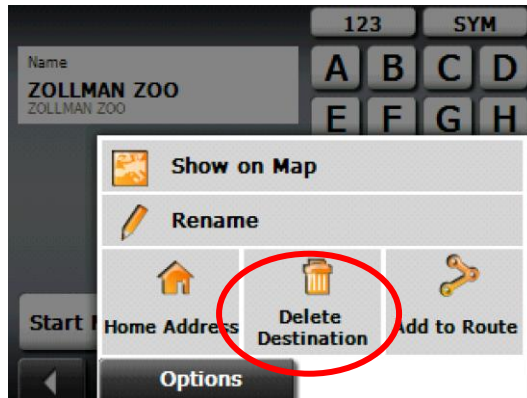 123 SYM
Name
ZOLLMAN ZOO
ZOLLMAN ZOO
A B C D
E F G H
Show on Map
Rename
Home Address
Delete
Destination
Add to Route
Start
Options